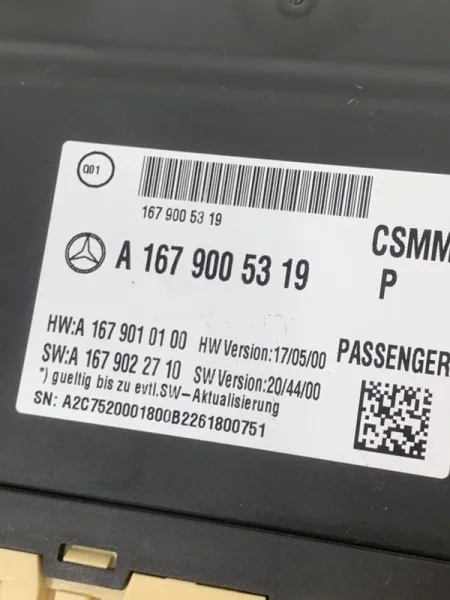 Q01
167 900 53 19
A 167 900 53 19
CSMM
P
HW:A 167 901 01 00 HW Version:17/05/00
SW:A 167 902 27 10 SW Version:20/44/00
PASSENGER
*) gueltig bis zu evtl.SW-Aktualisierung
SN: A2C7520001800B2261800751